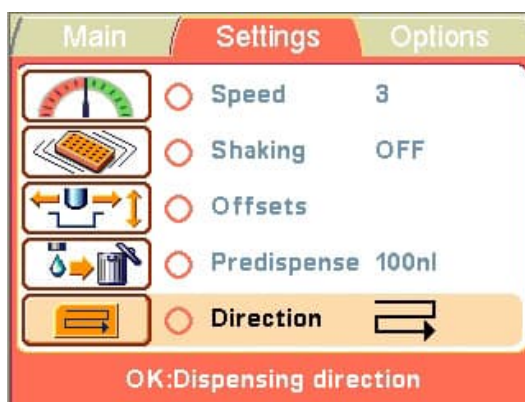 Main Settings Options
Speed 3
Shaking OFF
Offsets
Predispense 100nl
Direction
OK:Dispensing direction